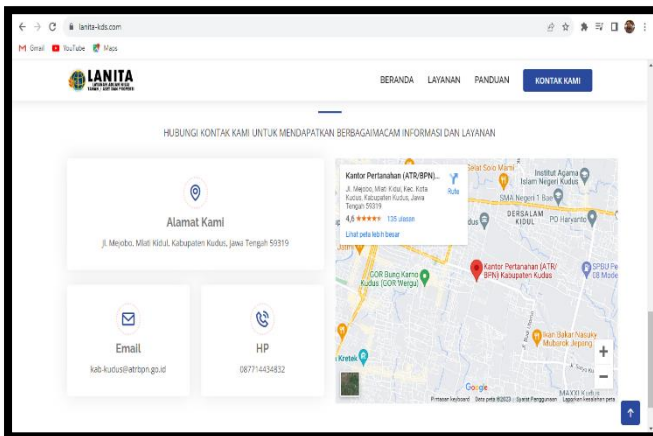 lanita-kds.com
Gmail YouTube Maps
LANITA
BERANDA LAYANAN PANDUAN KONTAK KAMI
HUBUNGI KONTAK KAMI UNTUK MENDAPATKAN BERBAGAIMACAM INFORMASI DAN LAYANAN
Alamat Kami
Jl. Mejobo, Mlati Kidul, Kabupaten Kudus, Jawa Tengah 59319
Email
kab-kudus@atrbpn.go.id
HP
087714434832
Kantor Pertanahan (ATR/BPN)...
Jl. Mejobo, Mlati Kidul, Kec. Kota
Kudus, Kabupaten Kudus, Jawa
Tengah 59319
Rute
4,6 ★★★★★ 135 ulasan
Lihat peta lebih besar
Selat Solo Mami
Institut Agama
Islam Negeri Kudus
SMA Negeri 1 Bae
DERSALAM
KIDUL
PO Haryanto
GOR Bung Karno
Kudus (GOR Wergu)
Kantor Pertanahan (ATR/
BPN) Kabupaten Kudus
SPBU
Ikan Bakar
Mubarok Jepang
Kretek
Google
Pintasan keyboard Data peta ©2023 Syarat Penggunaan Laporkan kesalahan peta